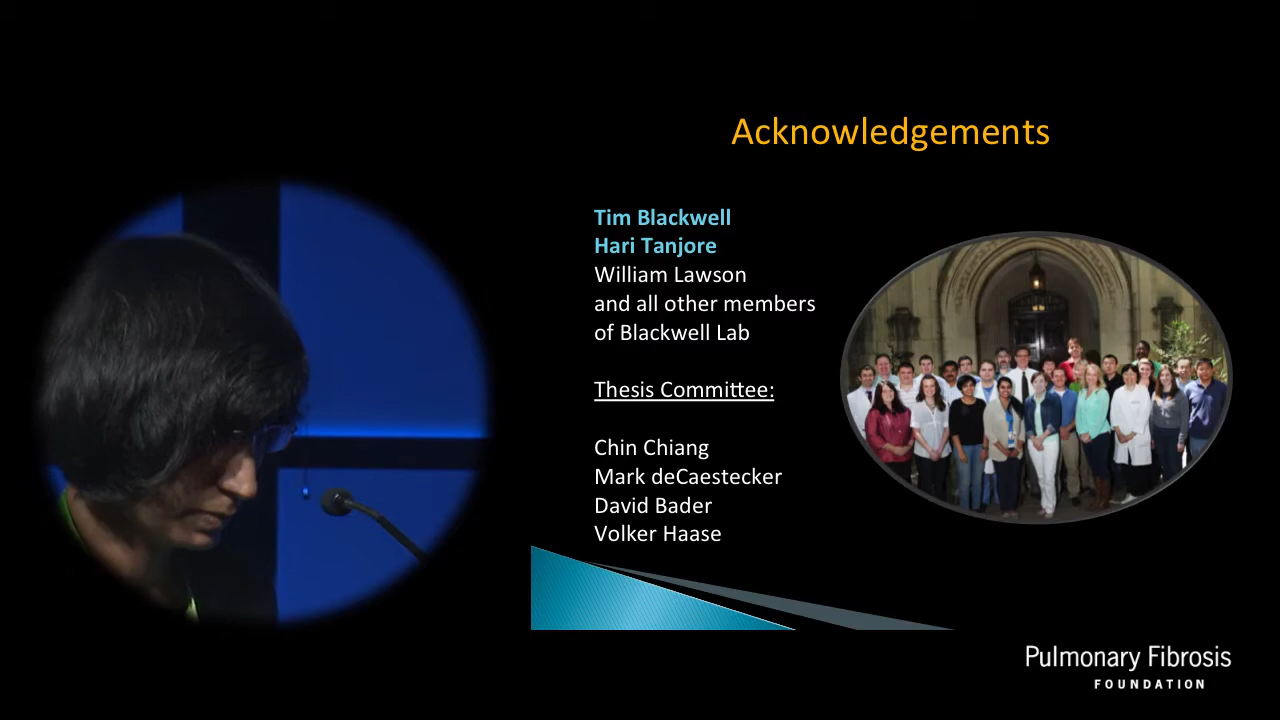 Acknowledgements
Tim Blackwell
Hari Tanjore
William Lawson
and all other members
of Blackwell Lab
Thesis Committee:
Chin Chiang
Mark deCaestecker
David Bader
Volker Haase
Pulmonary Fibrosis
FOUNDATION